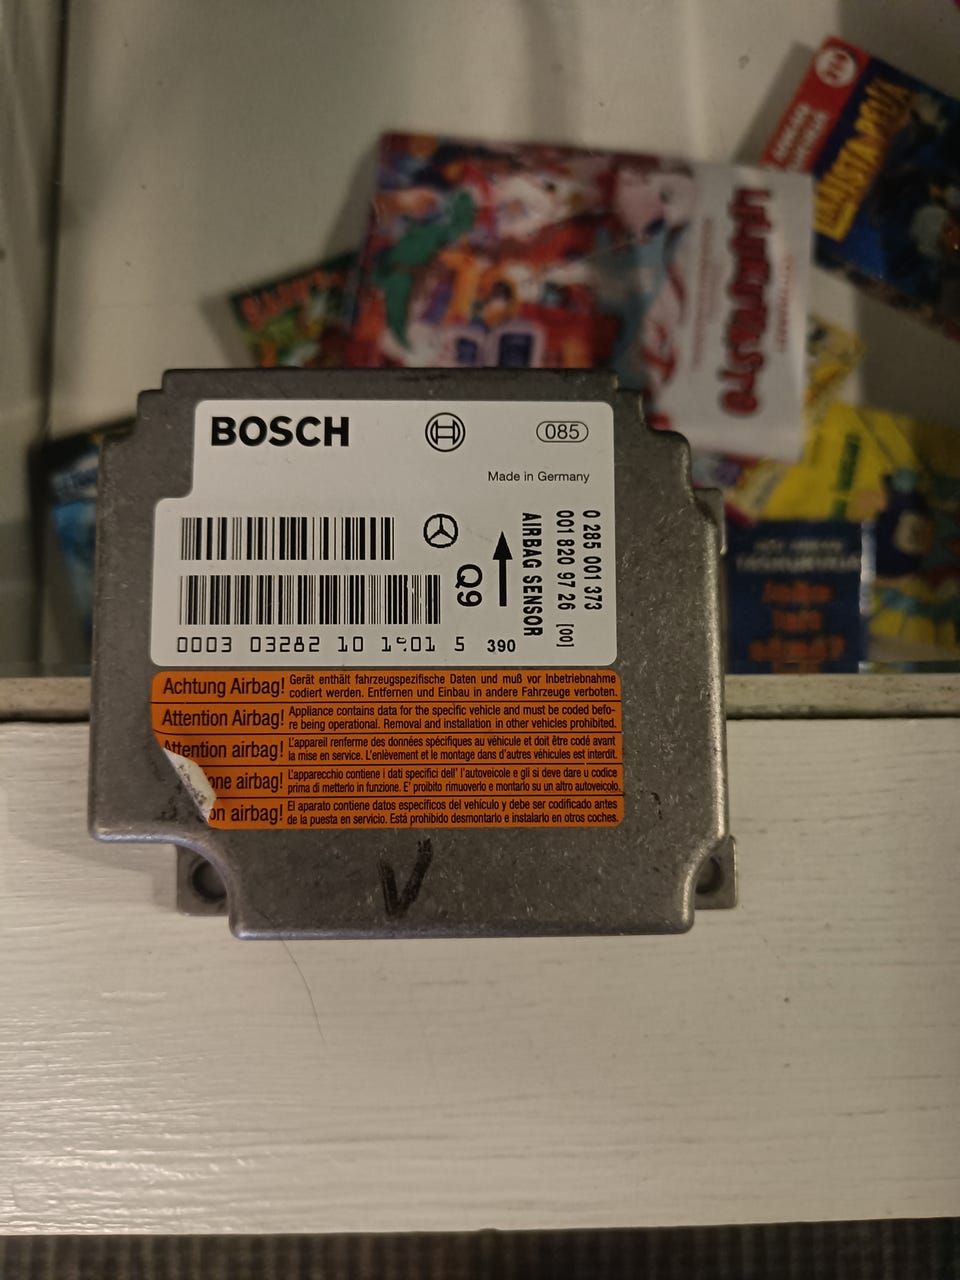 BOSCH
085
Made in Germany
0 285 001 373
001 820 97 26 [00]
AIRBAG SENSOR
Q9
0003 03282 10 1901 5 390
Achtung Airbag! Gerät enthält fahrzeugspezifische Daten und muß vor Inbetriebnahme
codiert werden. Entfernen und Einbau in andere Fahrzeuge verboten.
Attention Airbag! Appliance contains data for the specific vehicle and must be coded befo-
re being operational. Removal and installation in other vehicles prohibited.
Attention airbag! L'appareil renferme des données spécifiques au véhicule et doit être codé avant
la mise en service. L'enlèvement et le montage dans d'autres véhicules est interdit.
one airbag! L'apparecchio contiene i dati specifici dell' l'autoveicolo e gli si deve dare u codice
prima di metterlo in funzione. E' proibito rimuoverlo e montarlo su un altro autoveicolo.
on airbag! El aparato contiene datos específicos del vehículo y debe ser codificado antes
de la puesta en servicio. Está prohibido desmontarlo e instalarlo en otros coches.
V